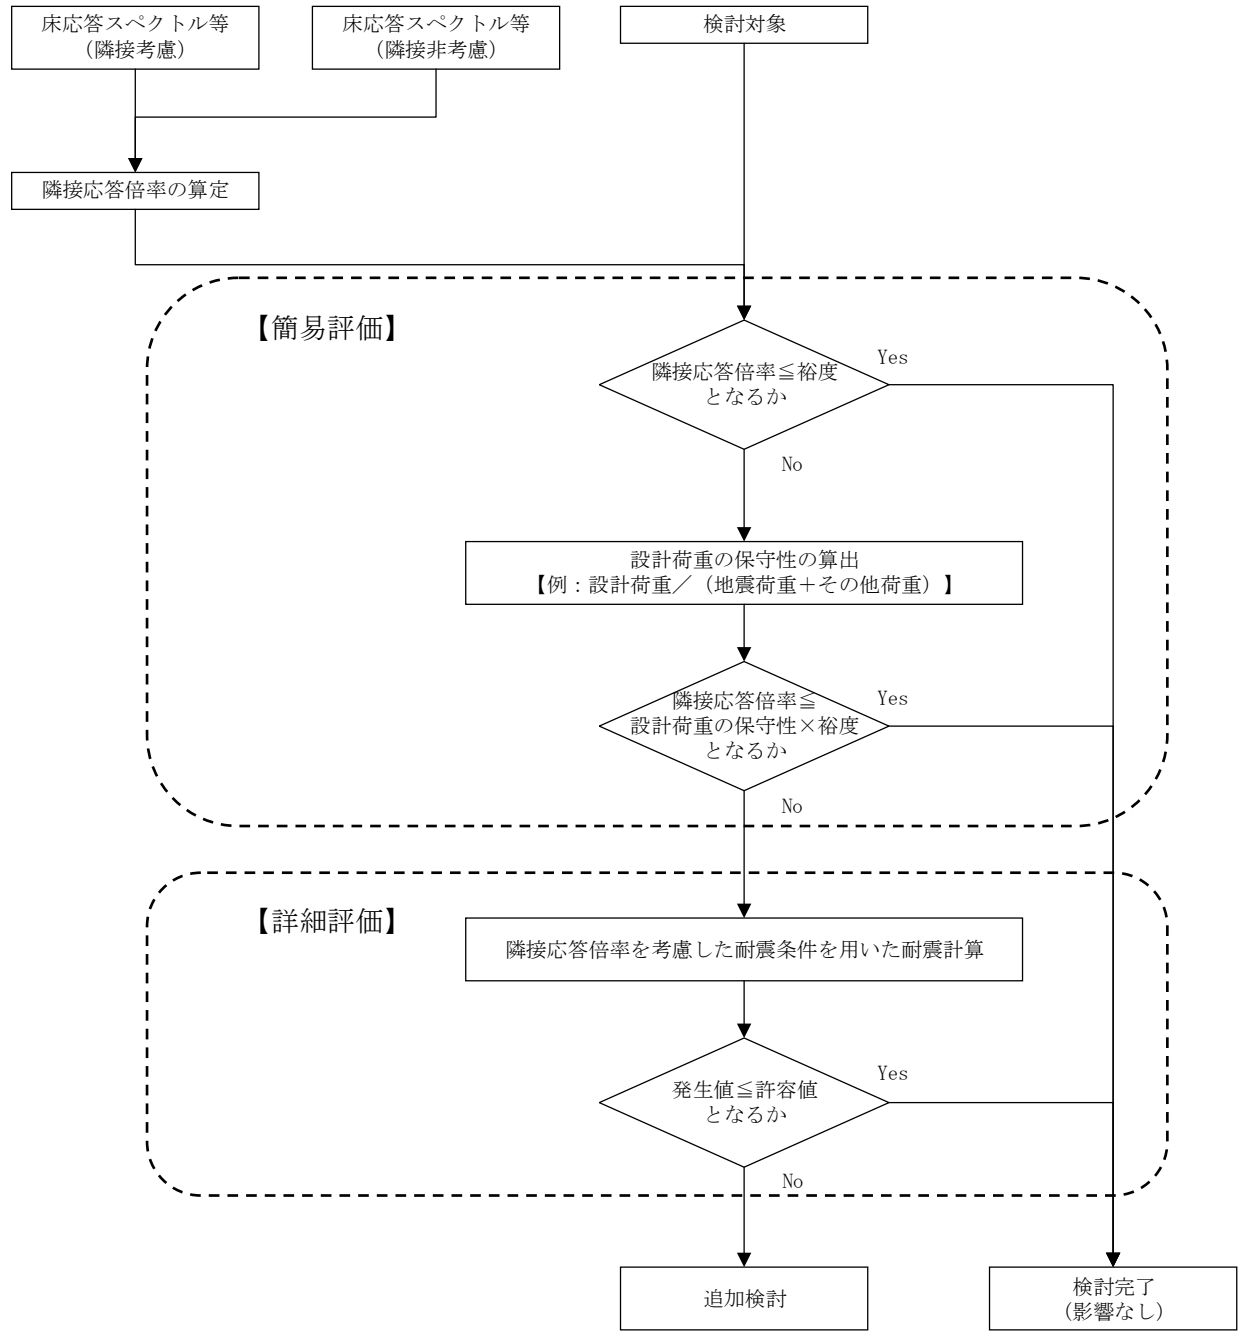 床応答スペクトル等
（隣接考慮）
床応答スペクトル等
（隣接非考慮）
検討対象
隣接応答倍率の算定
【簡易評価】
隣接応答倍率≦裕度
となるか
Yes
No
設計荷重の保守性の算出
【例：設計荷重／（地震荷重＋その他荷重）】
隣接応答倍率≦
設計荷重の保守性×裕度
となるか
Yes
No
【詳細評価】
隣接応答倍率を考慮した耐震条件を用いた耐震計算
発生値≦許容値
となるか
Yes
No
追加検討
検討完了
（影響なし）